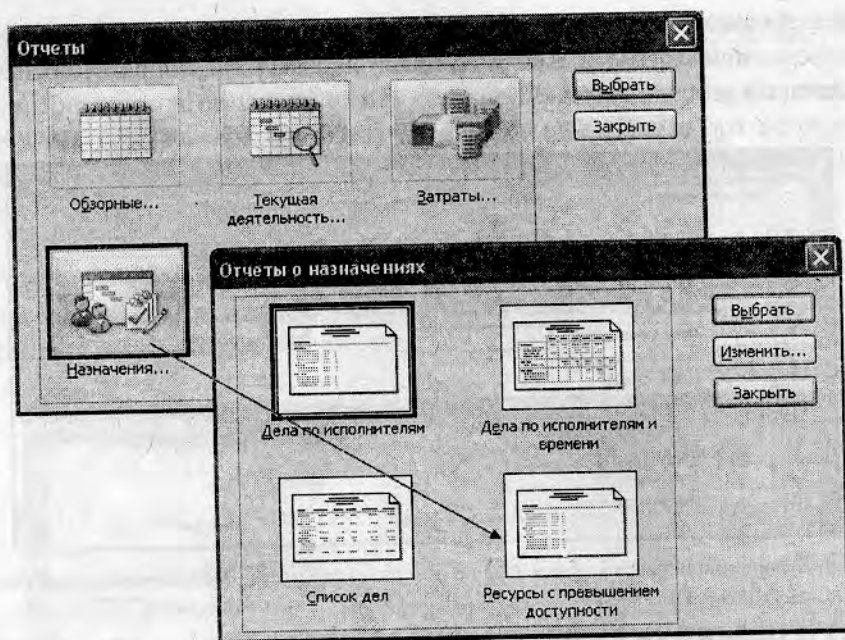 Отчеты
Выбрать
Закрыть
Обзорные...
Текущая
деятельность...
Затраты...
Назначения...
Отчеты о назначениях
Выбрать
Изменить...
Закрыть
Дела по исполнителям
Дела по исполнителям и
времени
Список дел
Ресурсы с превышением
доступности